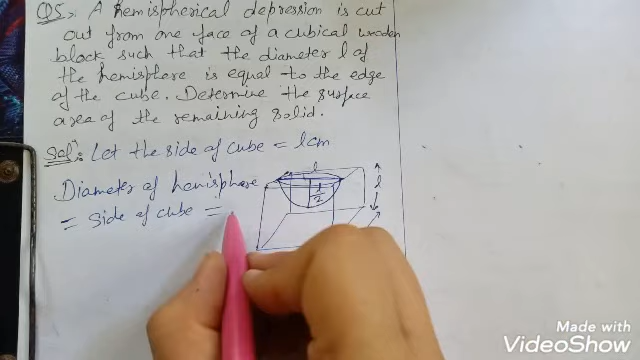 Q5: A hemispherical depression is cut
out from one face of a cubical wooden
block such that the diameter l of
the hemisphere is equal to the edge
of the cube. Determine the surface
area of the remaining solid.
Sol: Let the side of cube = l cm
Diameter of hemisphere
= Side of cube =
l
l/2
l
Made with
VideoShow